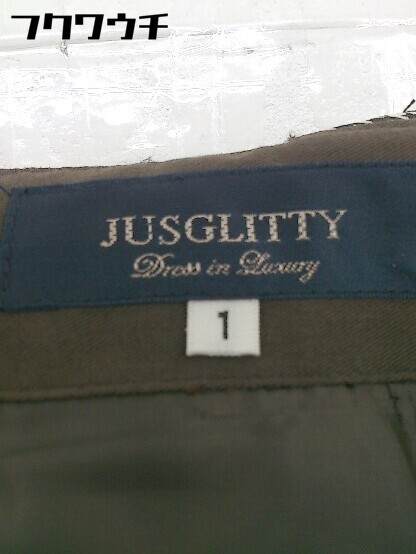 フクワウチ
JUSGLITTY
Dress in Luxury
1